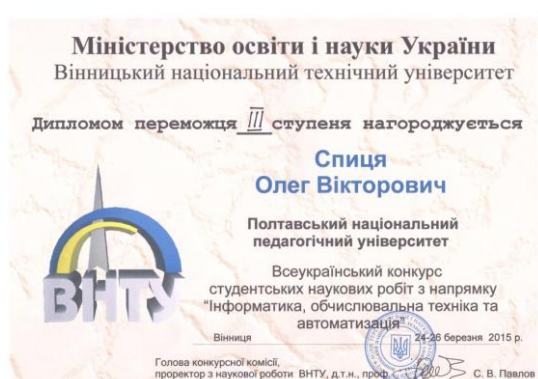 Міністерство освіти і науки України
Вінницький національний технічний університет
Дипломом переможця III ступеня нагороджується
Спиця
Олег Вікторович
Полтавський національний
педагогічний університет
Всеукраїнський конкурс
студентських наукових робіт з напрямку
"Інформатика, обчислювальна техніка та
автоматизація"
Вінниця 24-26 березня 2015 р.
ВНТУ
Голова конкурсної комісії,
проректор з наукової роботи ВНТУ, д.т.н., проф. С. В. Павлов